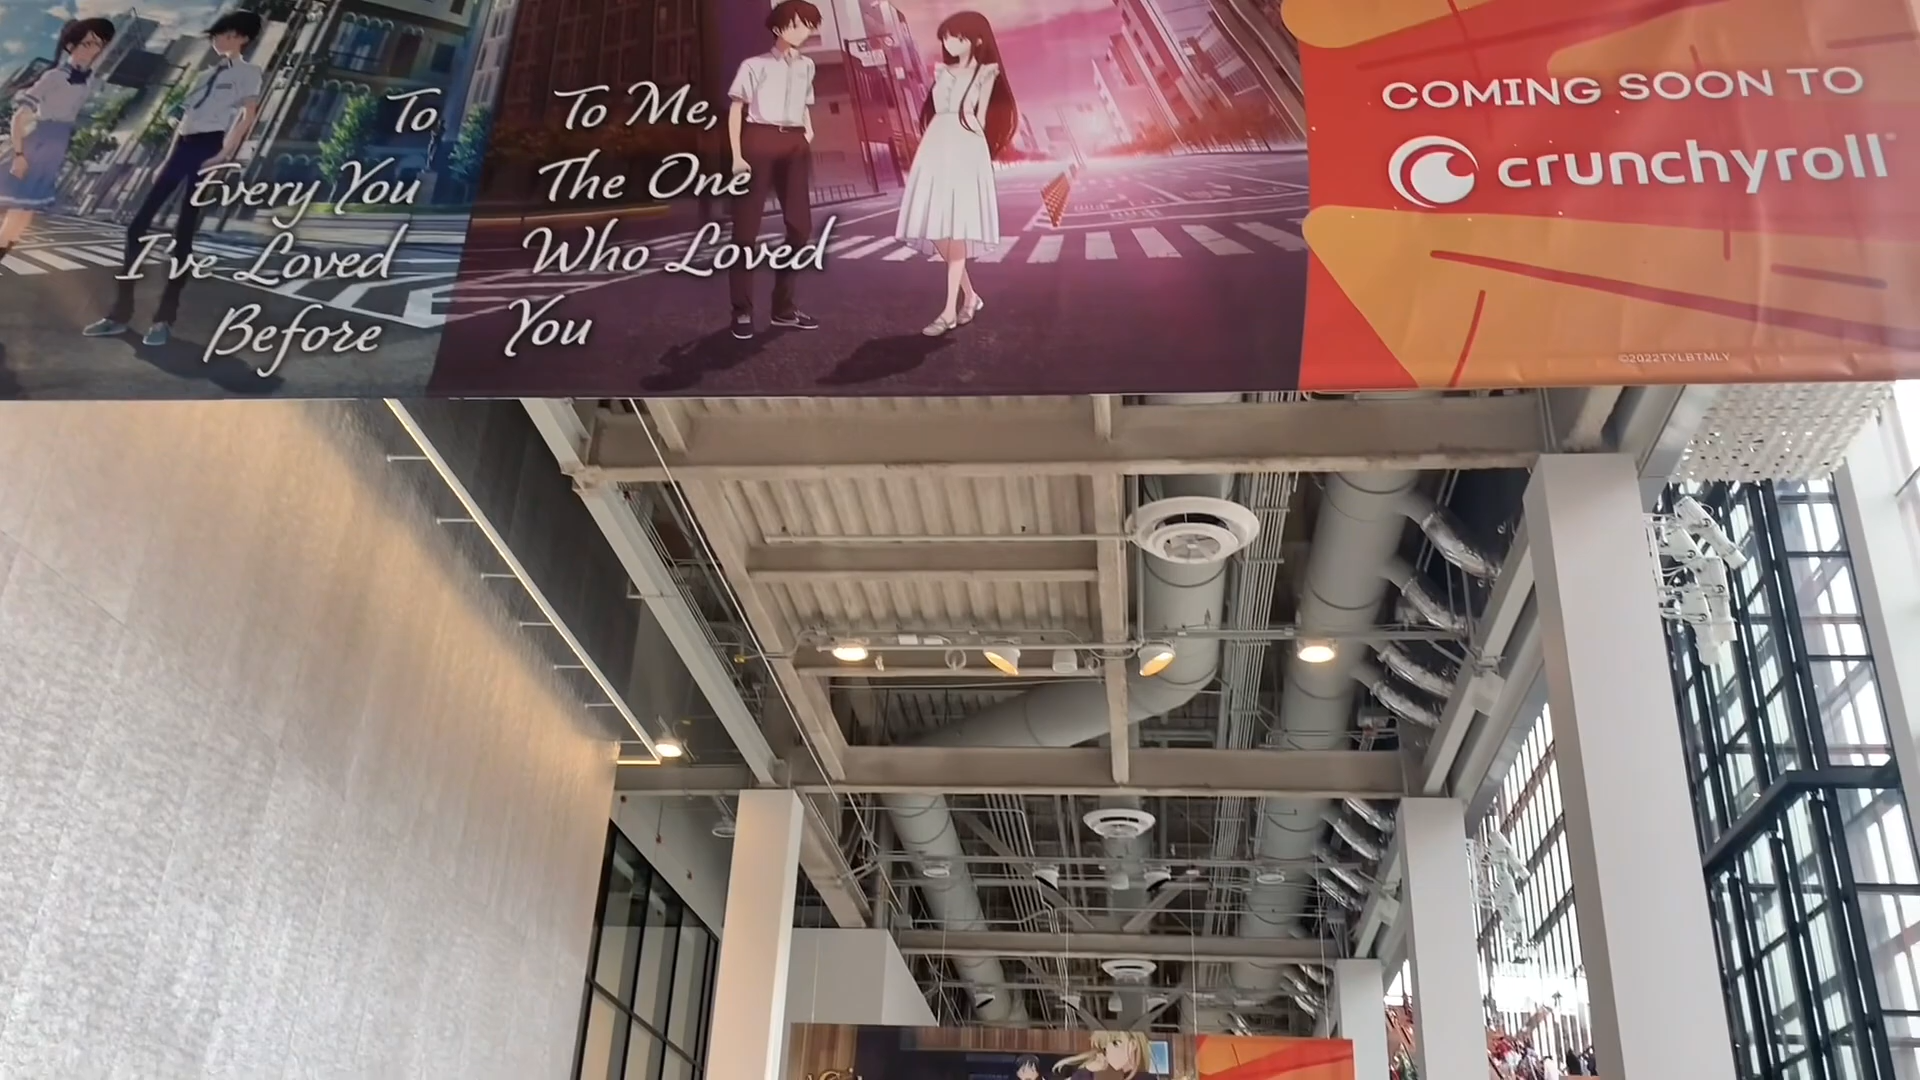 To
Every You
I've Loved
Before
To Me,
The One
Who Loved
You
COMING SOON TO
crunchyroll
©2022TYLBTMLY